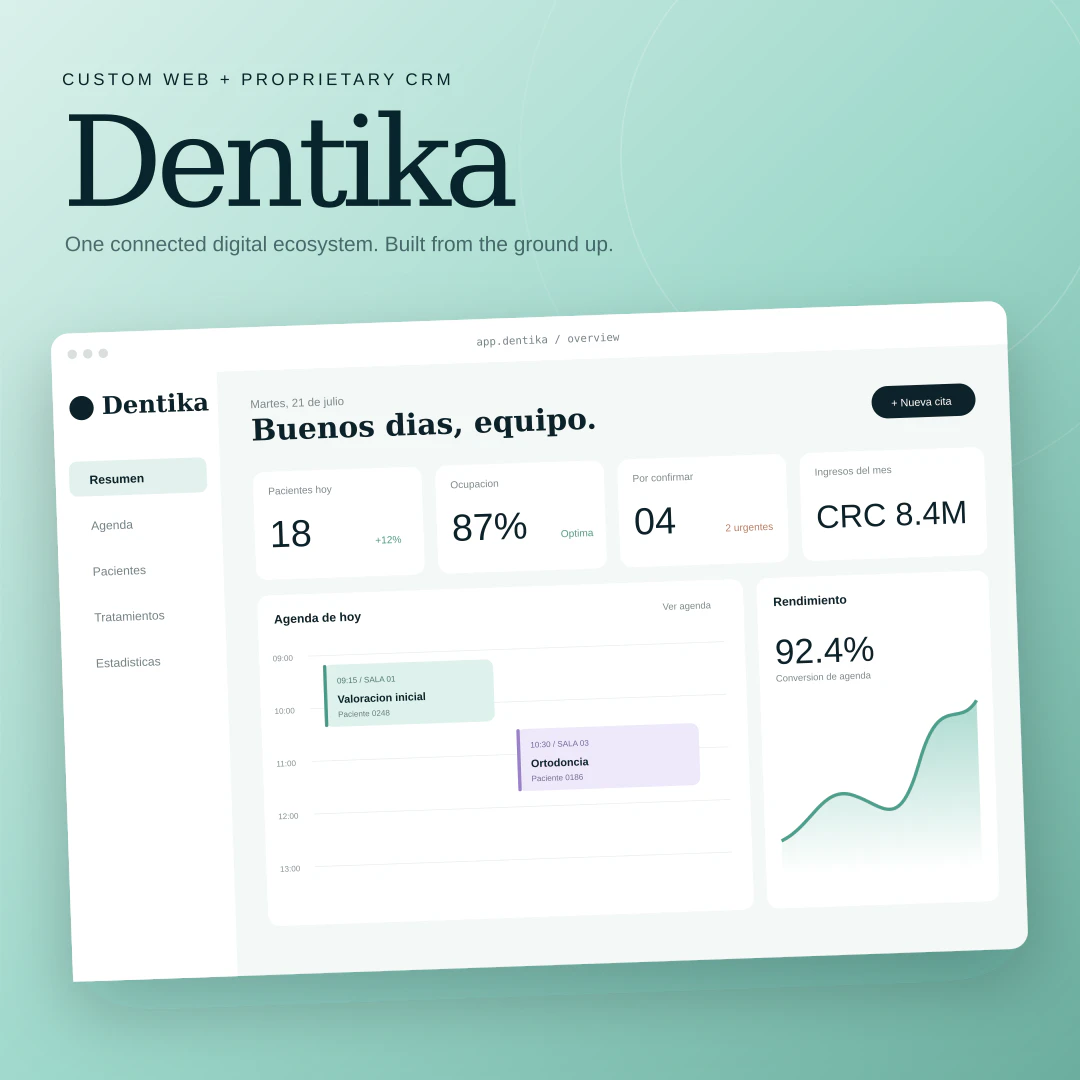 CUSTOM WEB + PROPRIETARY CRM
Dentika
One connected digital ecosystem. Built from the ground up.
app.dentika / overview
Dentika
Resumen
Agenda
Pacientes
Tratamientos
Estadisticas
Martes, 21 de julio
Buenos dias, equipo.
+ Nueva cita
Pacientes hoy
18
+12%
Ocupacion
87%
Optima
Por confirmar
04
2 urgentes
Ingresos del mes
CRC 8.4M
Agenda de hoy
Ver agenda
09:00
09:15 / SALA 01
Valoracion inicial
Paciente 0248
10:00
10:30 / SALA 03
Ortodoncia
Paciente 0186
11:00
12:00
13:00
Rendimiento
92.4%
Conversion de agenda